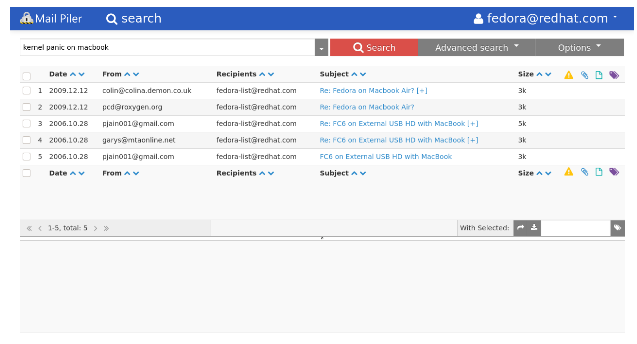 Mail Piler search fedora@redhat.com
kernel panic on macbook Search Advanced search Options
Date From Recipients Subject Size
1 2009.12.12 colin@colina.demon.co.uk fedora-list@redhat.com Re: Fedora on Macbook Air? [+] 3k
2 2009.12.12 pcd@roxygen.org fedora-list@redhat.com Re: Fedora on Macbook Air? 3k
3 2006.10.28 pjain001@gmail.com fedora-list@redhat.com Re: FC6 on External USB HD with MacBook [+] 5k
4 2006.10.28 garys@mtaonline.net fedora-list@redhat.com Re: FC6 on External USB HD with MacBook [+] 3k
5 2006.10.28 pjain001@gmail.com fedora-list@redhat.com FC6 on External USB HD with MacBook 3k
Date From Recipients Subject Size
« ‹ 1-5, total: 5 › » With Selected: